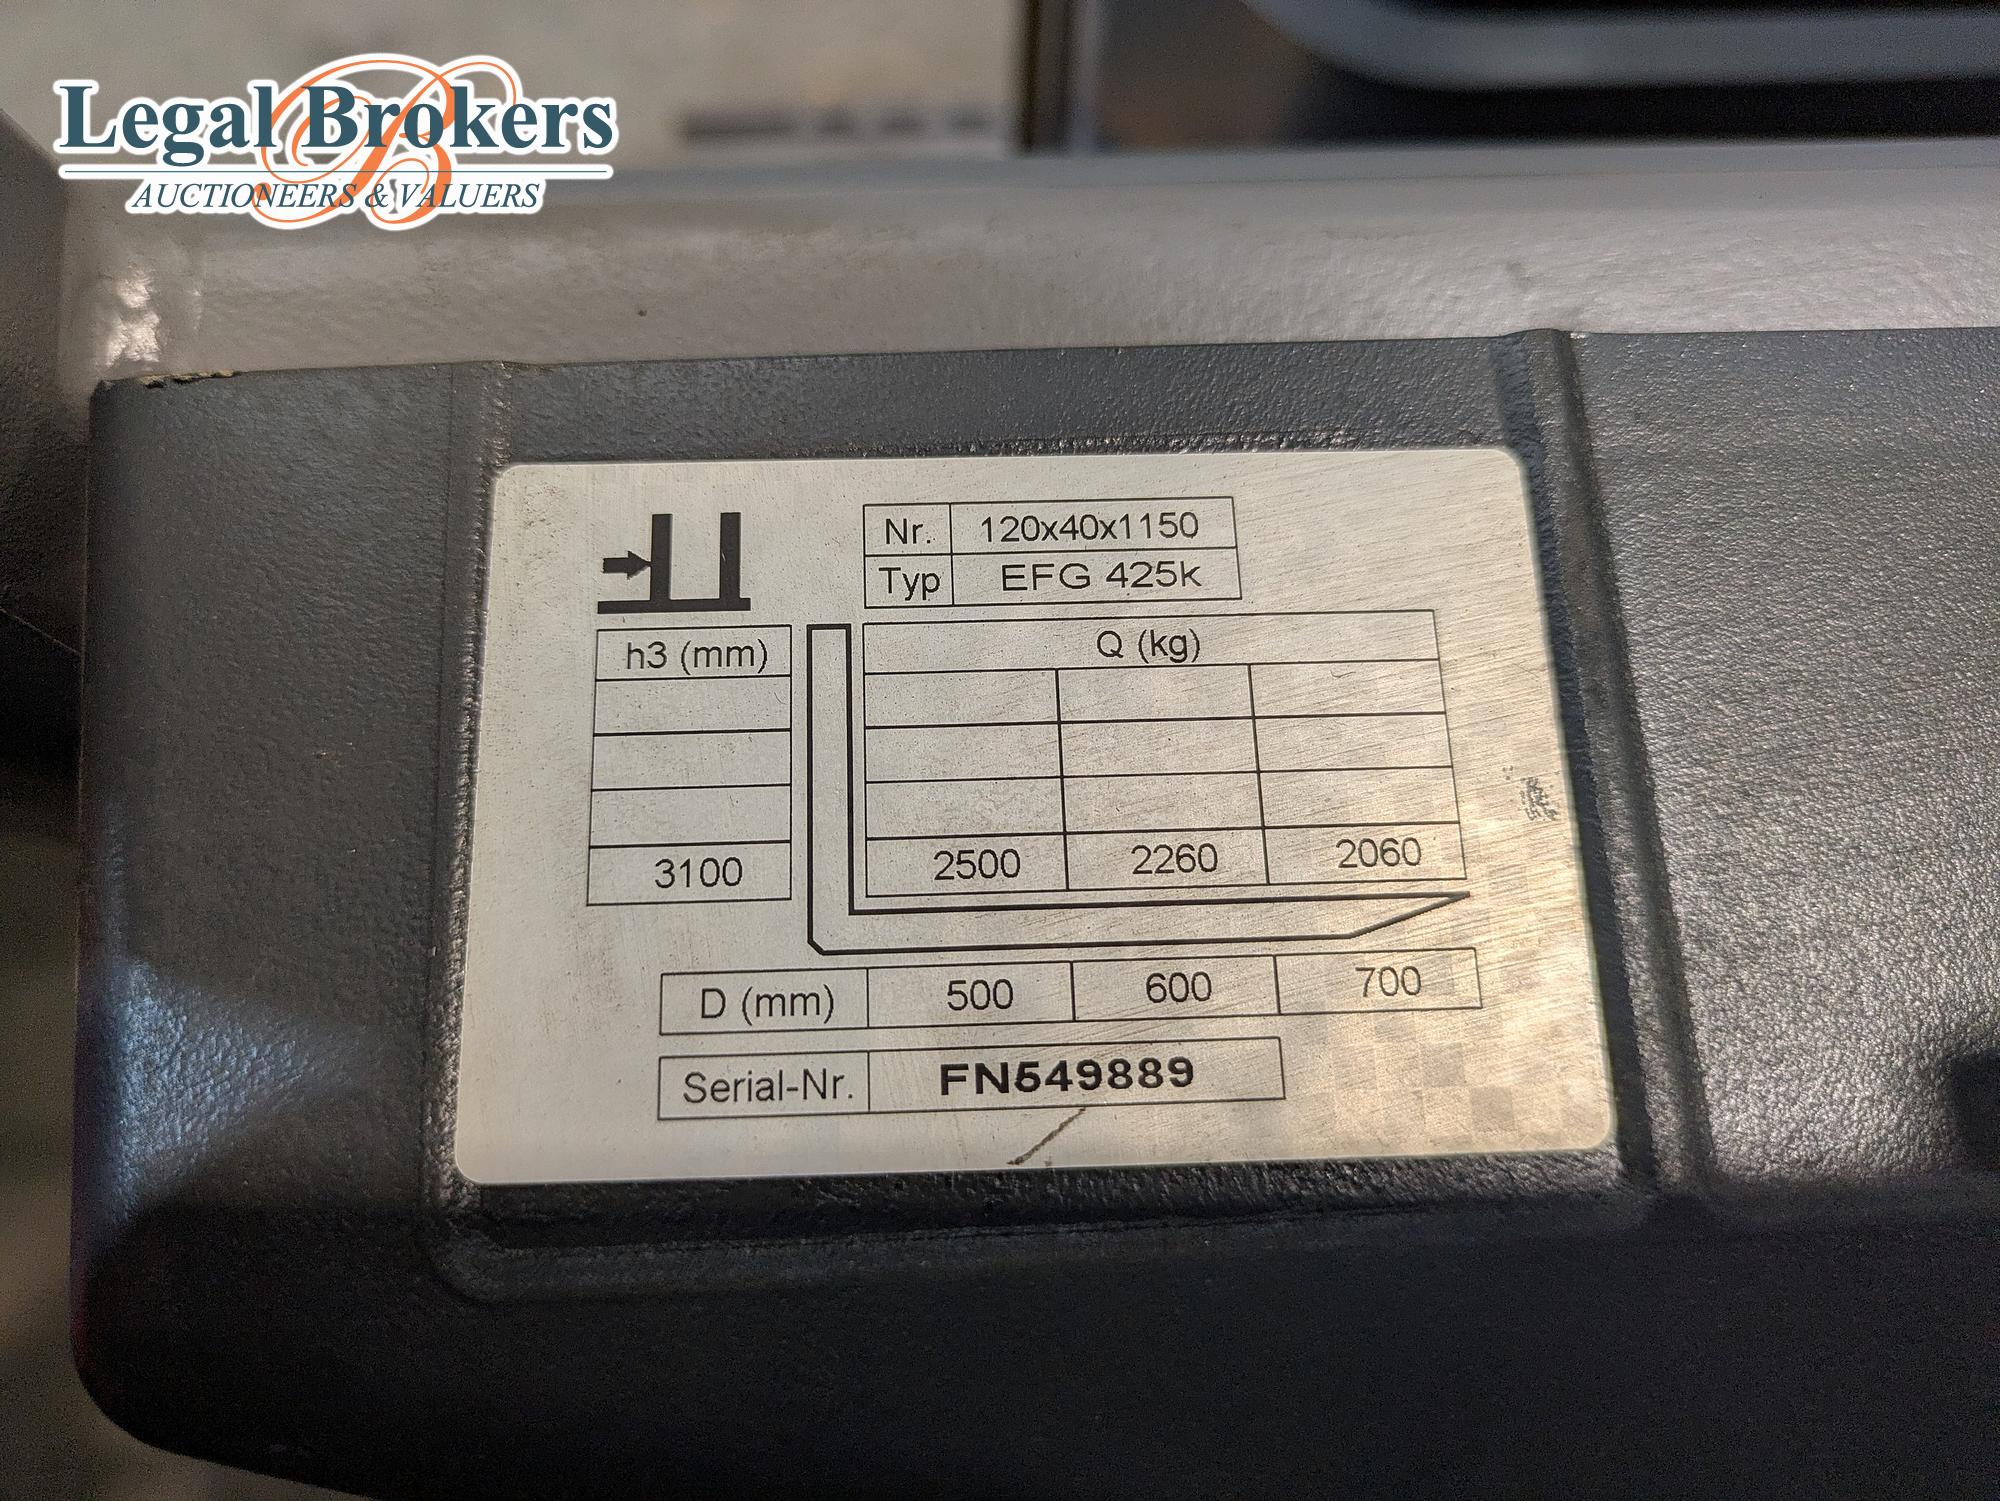 Legal Brokers
AUCTIONEERS & VALUERS
Nr. 120x40x1150
Typ EFG 425k
h3 (mm) Q (kg)
3100 2500 2260 2060
D (mm) 500 600 700
Serial-Nr. FN549889